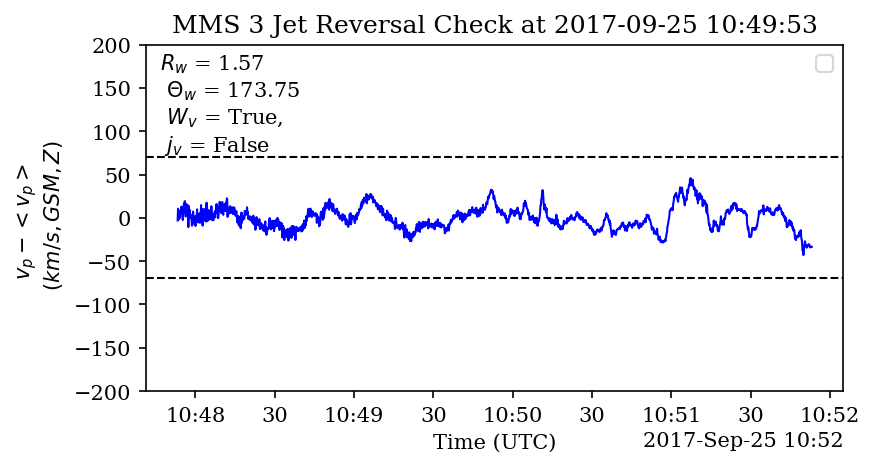 MMS 3 Jet Reversal Check at 2017-09-25 10:49:53
R_w = 1.57
Θ_w = 173.75
W_v = True,
j_v = False
v_p − < v_p >
(km/s, GSM, Z)
200
150
100
50
0
−50
−100
−150
−200
10:48 30 10:49 30 10:50 30 10:51 30 10:52
Time (UTC)
2017-Sep-25 10:52